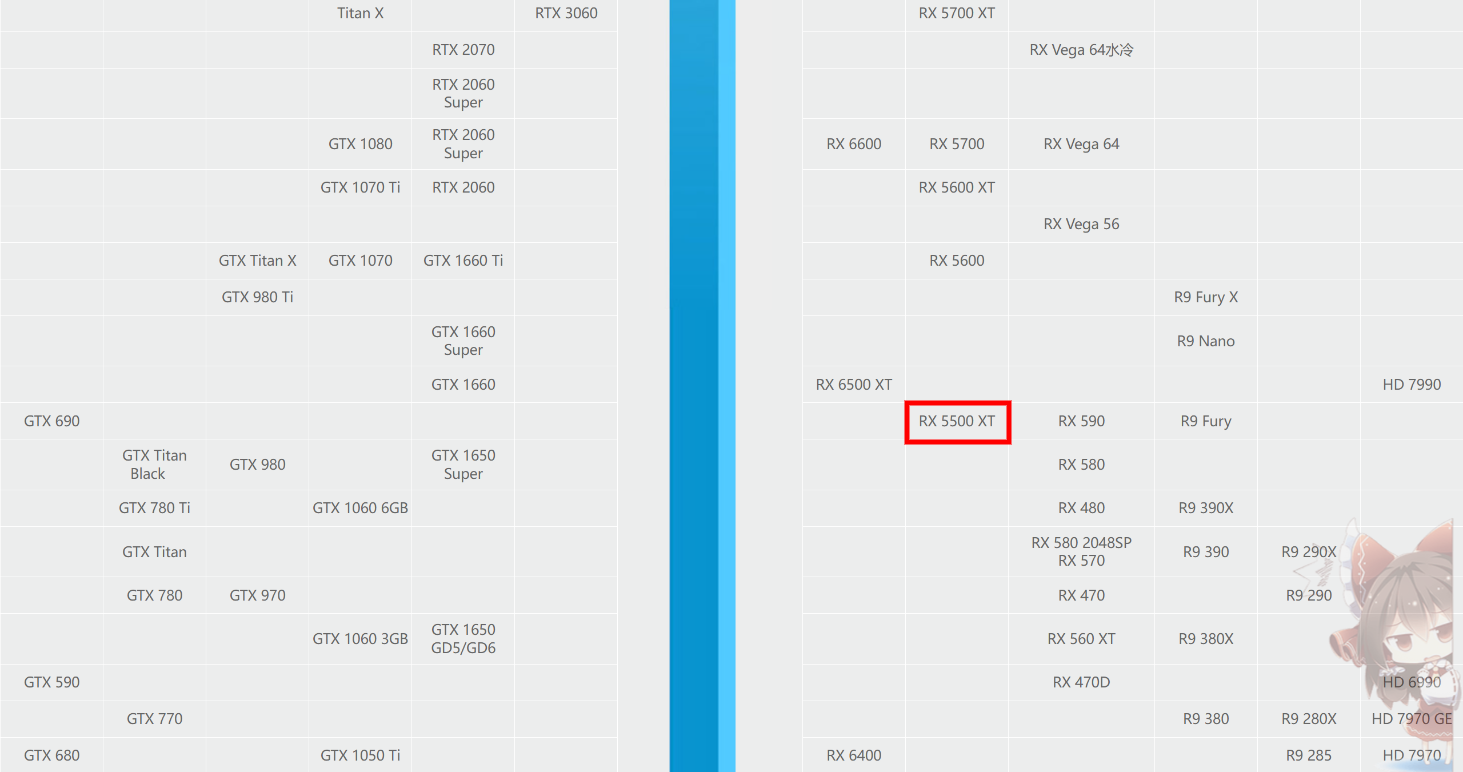 Titan X RTX 3060 RX 5700 XT
RTX 2070 RX Vega 64水冷
RTX 2060
Super
GTX 1080 RTX 2060
Super RX 6600 RX 5700 RX Vega 64
GTX 1070 Ti RTX 2060 RX 5600 XT
RX Vega 56
GTX Titan X GTX 1070 GTX 1660 Ti RX 5600
GTX 980 Ti R9 Fury X
GTX 1660
Super R9 Nano
GTX 1660 RX 6500 XT HD 7990
GTX 690 RX 5500 XT RX 590 R9 Fury
GTX Titan
Black GTX 980 GTX 1650
Super RX 580
GTX 780 Ti GTX 1060 6GB RX 480 R9 390X
GTX Titan RX 580 2048SP
RX 570 R9 390 R9 290X
GTX 780 GTX 970 RX 470 R9 290
GTX 1060 3GB GTX 1650
GD5/GD6 RX 560 XT R9 380X
GTX 590 RX 470D HD 6990
GTX 770 R9 380 R9 280X HD 7970 GE
GTX 680 GTX 1050 Ti RX 6400 R9 285 HD 7970